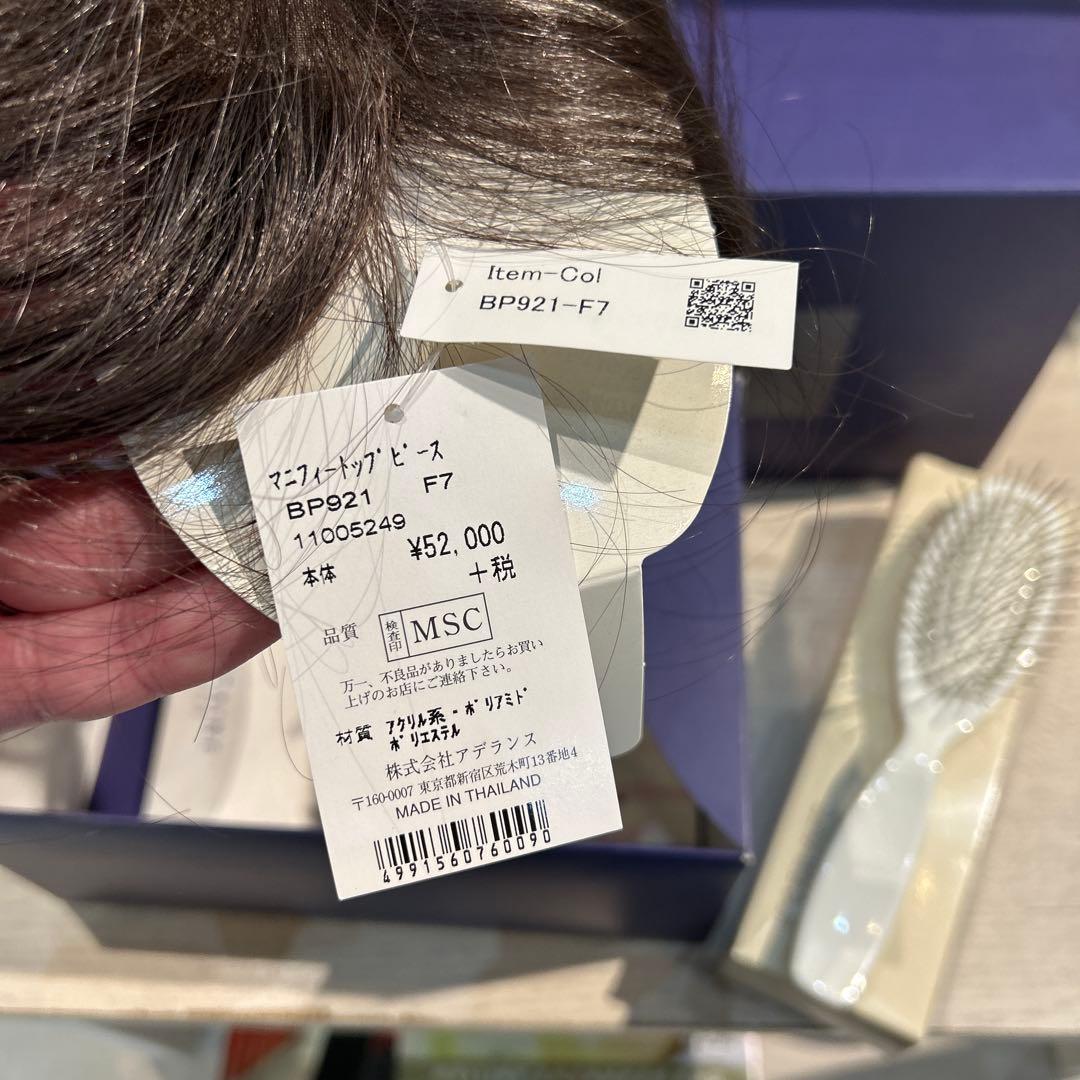 Item-Col
BP921-F7
マニフィートップピース
BP921 F7
11005249
本体 ¥52,000
+税
品質 検査印 MSC
万一、不良品がありましたらお買い
上げのお店にご連絡下さい。
材質 アクリル系-ポリアミド
ポリエステル
株式会社アデランス
〒160-0007 東京都新宿区荒木町13番地4
MADE IN THAILAND
4991560760090